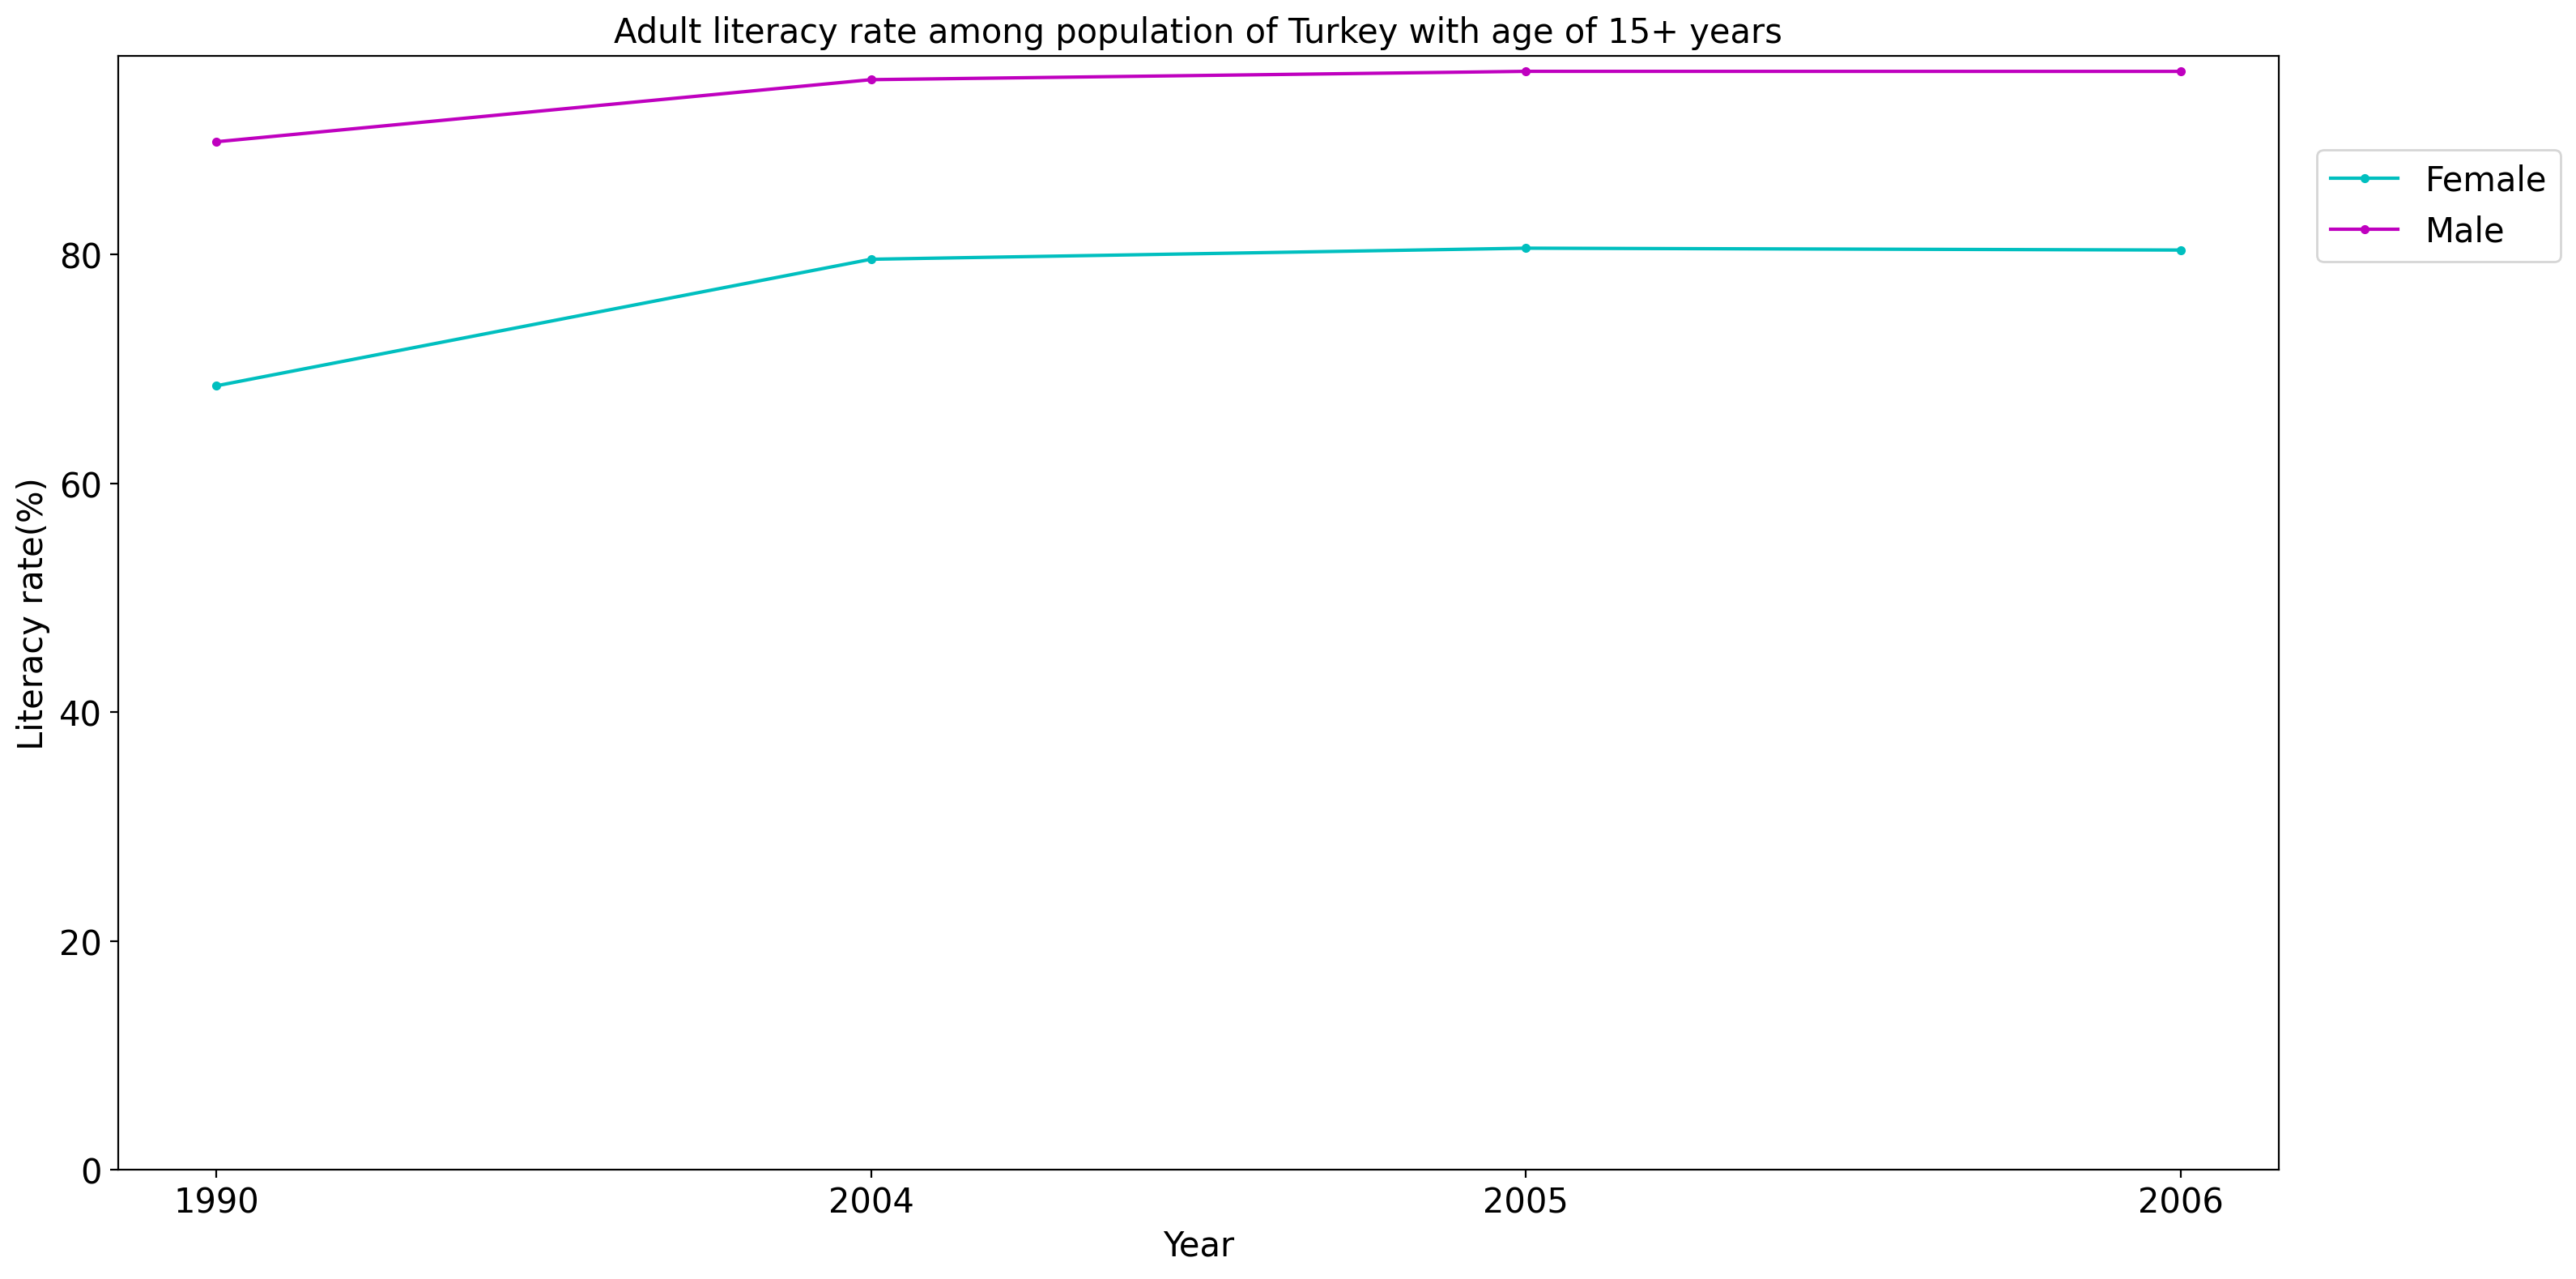 Adult literacy rate among population of Turkey with age of 15+ years
Literacy rate(%)
80
60
40
20
0
1990 2004 2005 2006
Year
Female
Male